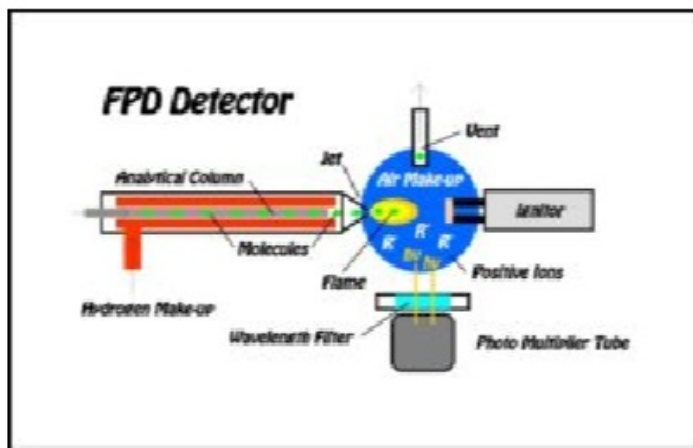 FPD Detector
Vent
Jet
Analytical Column
Air Make-up
Ignitor
Molecules
Flame
Positive Ions
Hydrogen Make-up
Wavelength Filter
Photo Multiplier Tube